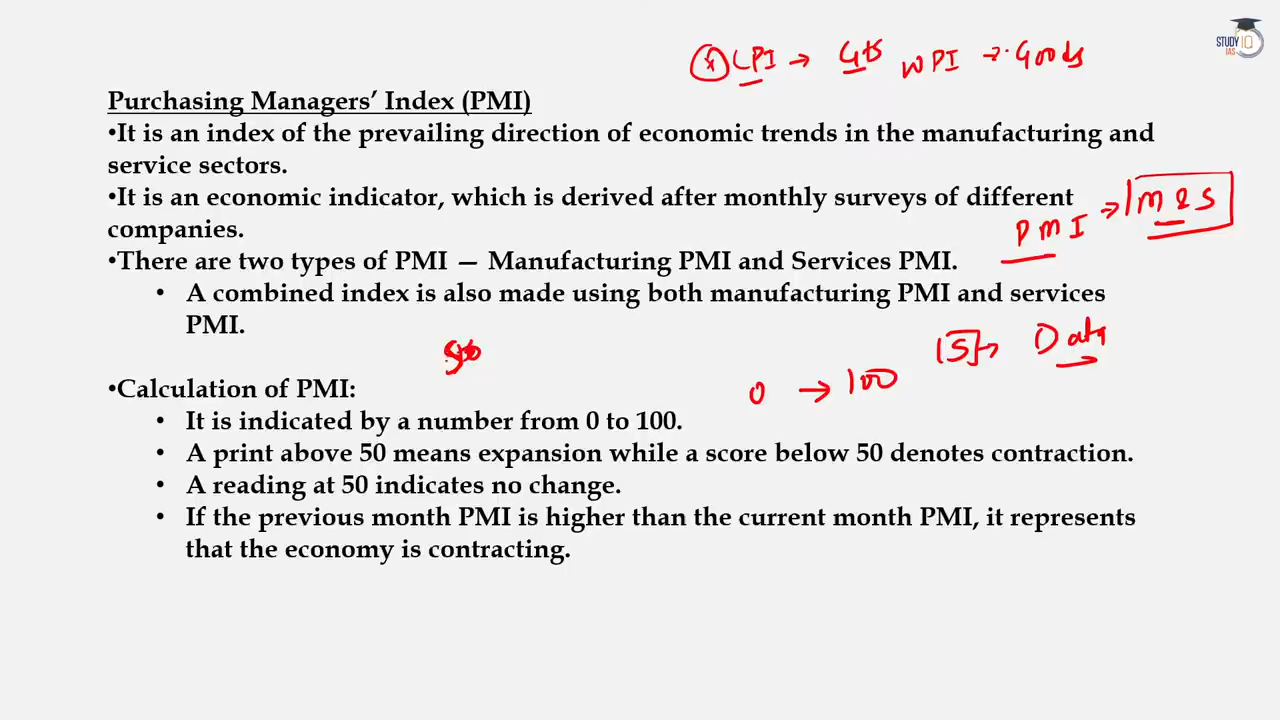 STUDY IQ
IAS
CPI → G&S WPI → Goods
Purchasing Managers’ Index (PMI)
•It is an index of the prevailing direction of economic trends in the manufacturing and
service sectors.
•It is an economic indicator, which is derived after monthly surveys of different
companies.
PMI → M&S
•There are two types of PMI — Manufacturing PMI and Services PMI.
• A combined index is also made using both manufacturing PMI and services
PMI.
→ Data
•Calculation of PMI:
0 → 100
• It is indicated by a number from 0 to 100.
• A print above 50 means expansion while a score below 50 denotes contraction.
• A reading at 50 indicates no change.
• If the previous month PMI is higher than the current month PMI, it represents
that the economy is contracting.